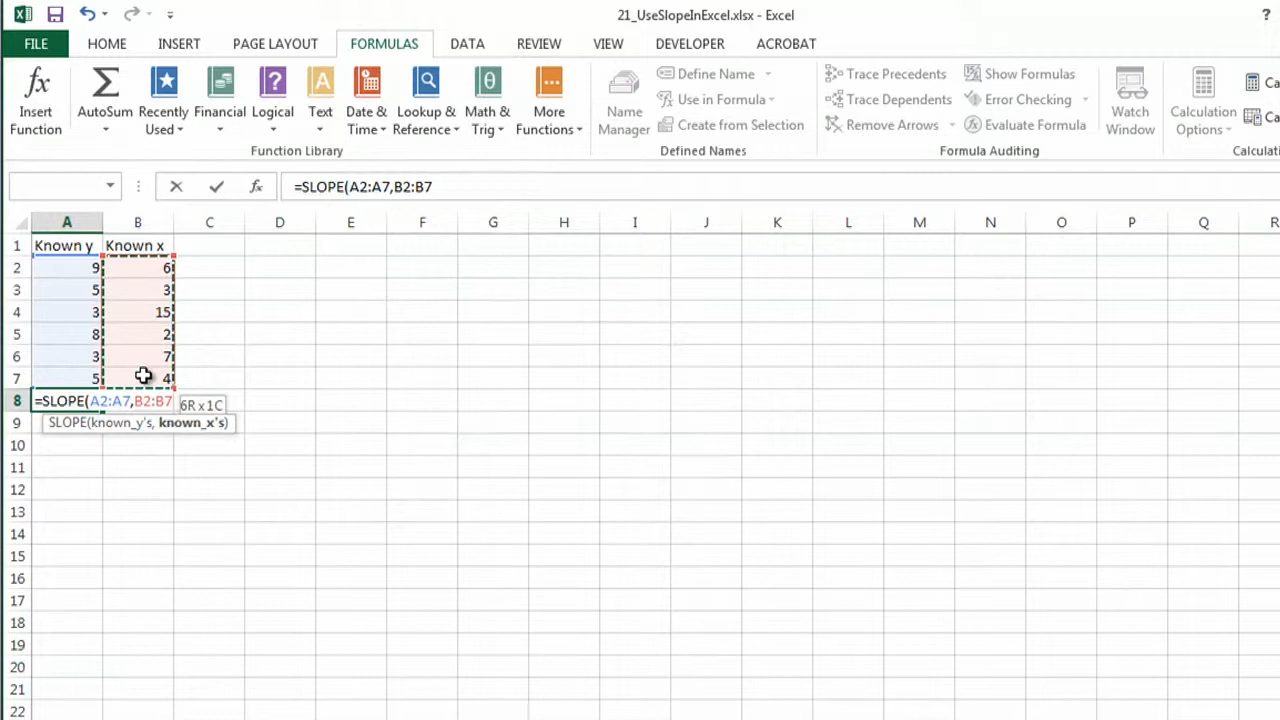 21_UseSlopeInExcel.xlsx - Excel
?
FILE HOME INSERT PAGE LAYOUT FORMULAS DATA REVIEW VIEW DEVELOPER ACROBAT
Insert Function
AutoSum
Recently Used
Financial
Logical
Text
Date & Time
Lookup & Reference
Math & Trig
More Functions
Function Library
Name Manager
Define Name
Use in Formula
Create from Selection
Defined Names
Trace Precedents
Trace Dependents
Remove Arrows
Show Formulas
Error Checking
Evaluate Formula
Formula Auditing
Watch Window
Calculation Options
Ca
Ca
Calculati
fx =SLOPE(A2:A7,B2:B7
A B C D E F G H I J K L M N O P Q R
1 Known y Known x
2 9 6
3 5 3
4 3 15
5 8 2
6 3 7
7 5 4
8 =SLOPE(A2:A7,B2:B7 6R x 1C
9 SLOPE(known_y's, known_x's)
10
11
12
13
14
15
16
17
18
19
20
21
22